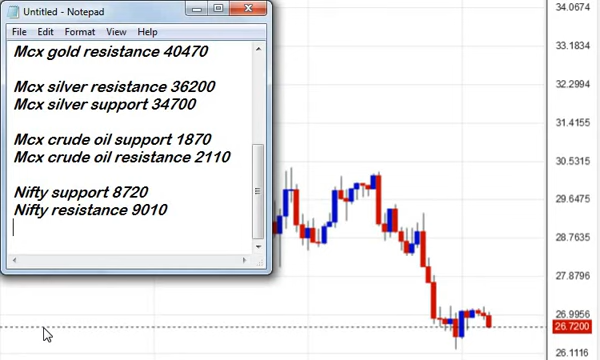 Untitled - Notepad
File Edit Format View Help
Mcx gold resistance 40470
Mcx silver resistance 36200
Mcx silver support 34700
Mcx crude oil support 1870
Mcx crude oil resistance 2110
Nifty support 8720
Nifty resistance 9010
34.0674
33.1834
32.2994
31.4155
30.5315
29.6475
28.7635
27.8796
26.9956
26.7200
26.1116